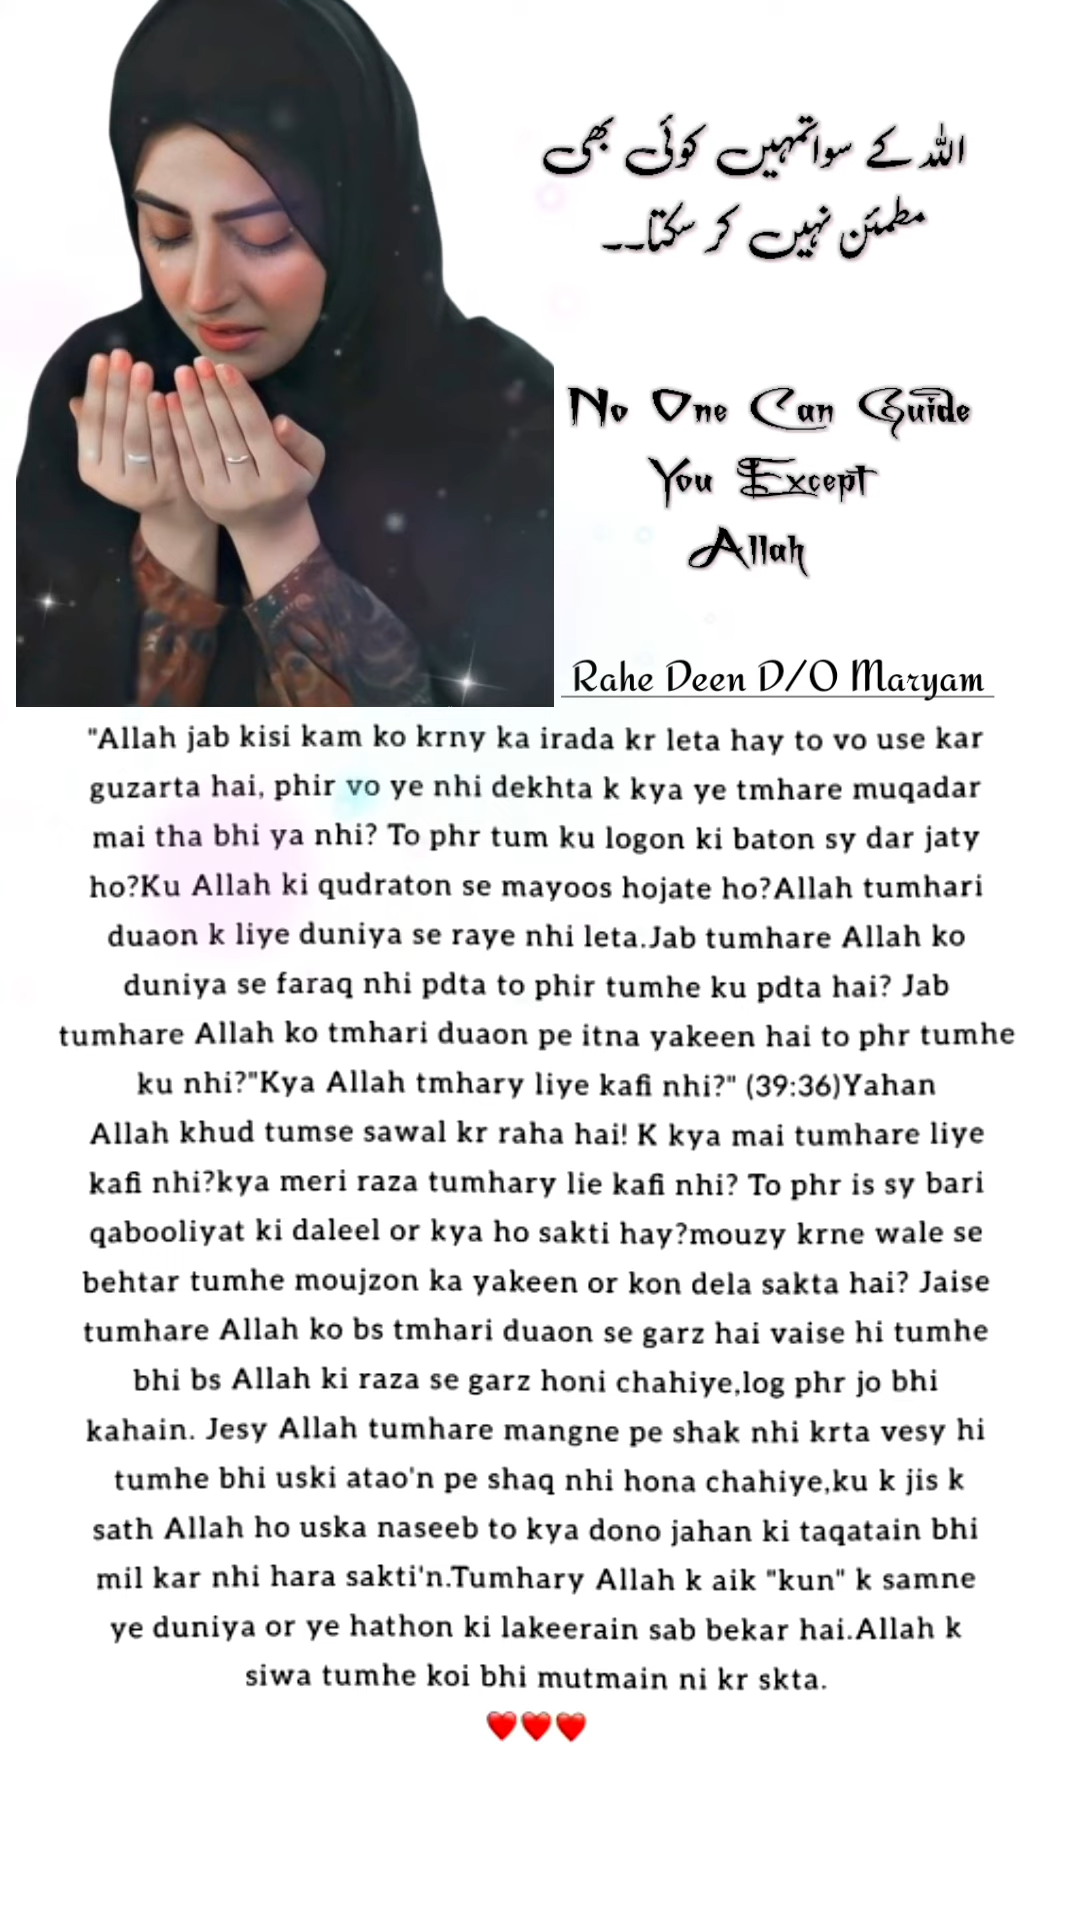 اللہ کے سوا تمہیں کوئی بھی
مطمئن نہیں کر سکتا۔۔
No One Can Guide
You Except
Allah
Rahe Deen D/O Maryam
"Allah jab kisi kam ko krny ka irada kr leta hay to vo use kar
guzarta hai, phir vo ye nhi dekhta k kya ye tmhare muqadar
mai tha bhi ya nhi? To phr tum ku logon ki baton sy dar jaty
ho?Ku Allah ki qudraton se mayoos hojate ho?Allah tumhari
duaon k liye duniya se raye nhi leta.Jab tumhare Allah ko
duniya se faraq nhi pdta to phir tumhe ku pdta hai? Jab
tumhare Allah ko tmhari duaon pe itna yakeen hai to phr tumhe
ku nhi?"Kya Allah tmhary liye kafi nhi?" (39:36)Yahan
Allah khud tumse sawal kr raha hai! K kya mai tumhare liye
kafi nhi?kya meri raza tumhary lie kafi nhi? To phr is sy bari
qabooliyat ki daleel or kya ho sakti hay?mouzy krne wale se
behtar tumhe moujzon ka yakeen or kon dela sakta hai? Jaise
tumhare Allah ko bs tmhari duaon se garz hai vaise hi tumhe
bhi bs Allah ki raza se garz honi chahiye,log phr jo bhi
kahain. Jesy Allah tumhare mangne pe shak nhi krta vesy hi
tumhe bhi uski atao'n pe shaq nhi hona chahiye,ku k jis k
sath Allah ho uska naseeb to kya dono jahan ki taqatain bhi
mil kar nhi hara sakti'n.Tumhary Allah k aik "kun" k samne
ye duniya or ye hathon ki lakeerain sab bekar hai.Allah k
siwa tumhe koi bhi mutmain ni kr skta.
❤️❤️❤️